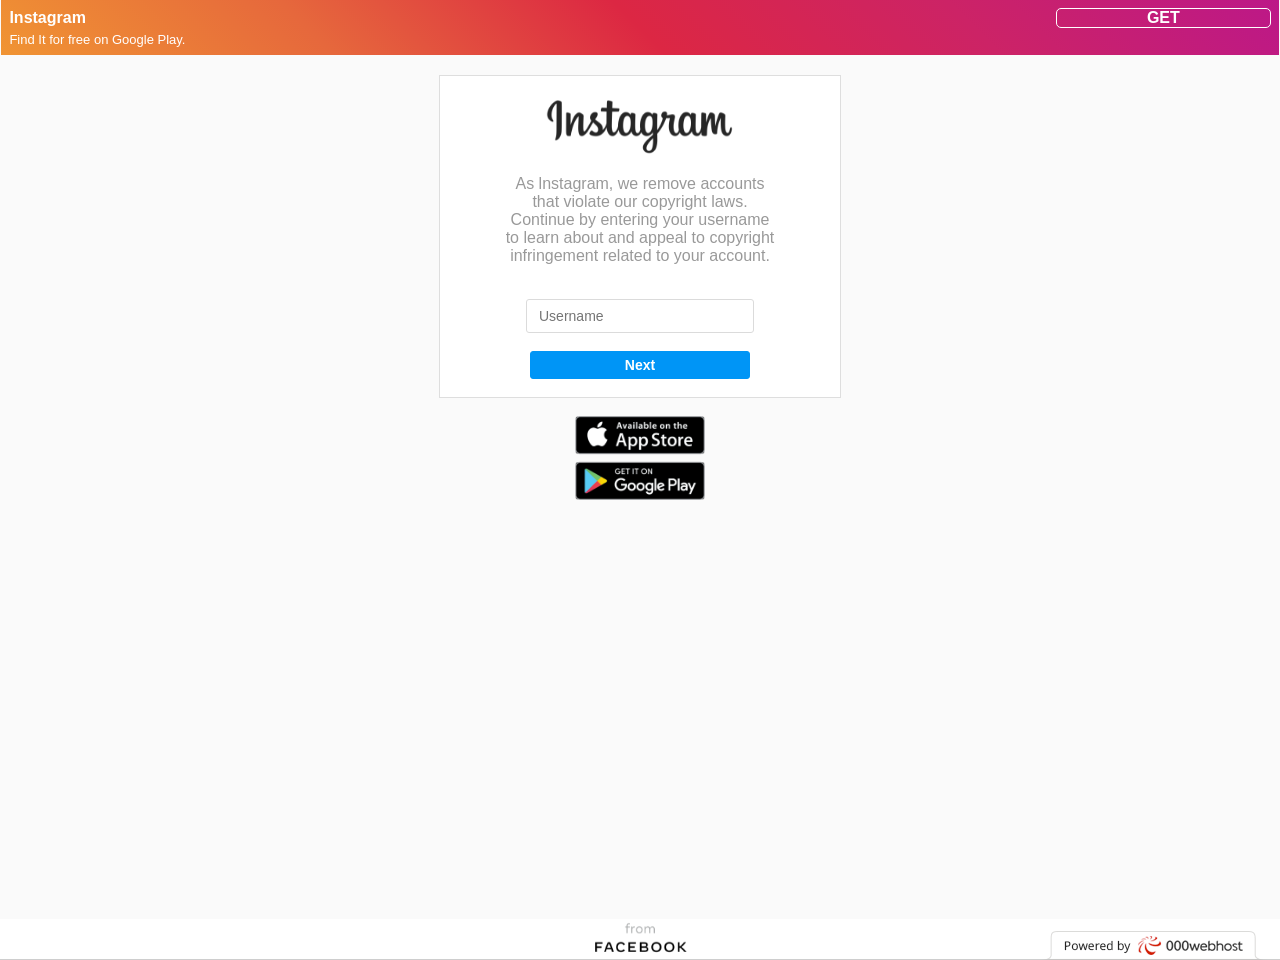 Instagram
GET
Find It for free on Google Play.
Instagram
As Instagram, we remove accounts
that violate our copyright laws.
Continue by entering your username
to learn about and appeal to copyright
infringement related to your account.
Username
Next
Available on the
App Store
GET IT ON
Google Play
from
FACEBOOK
Powered by 000webhost